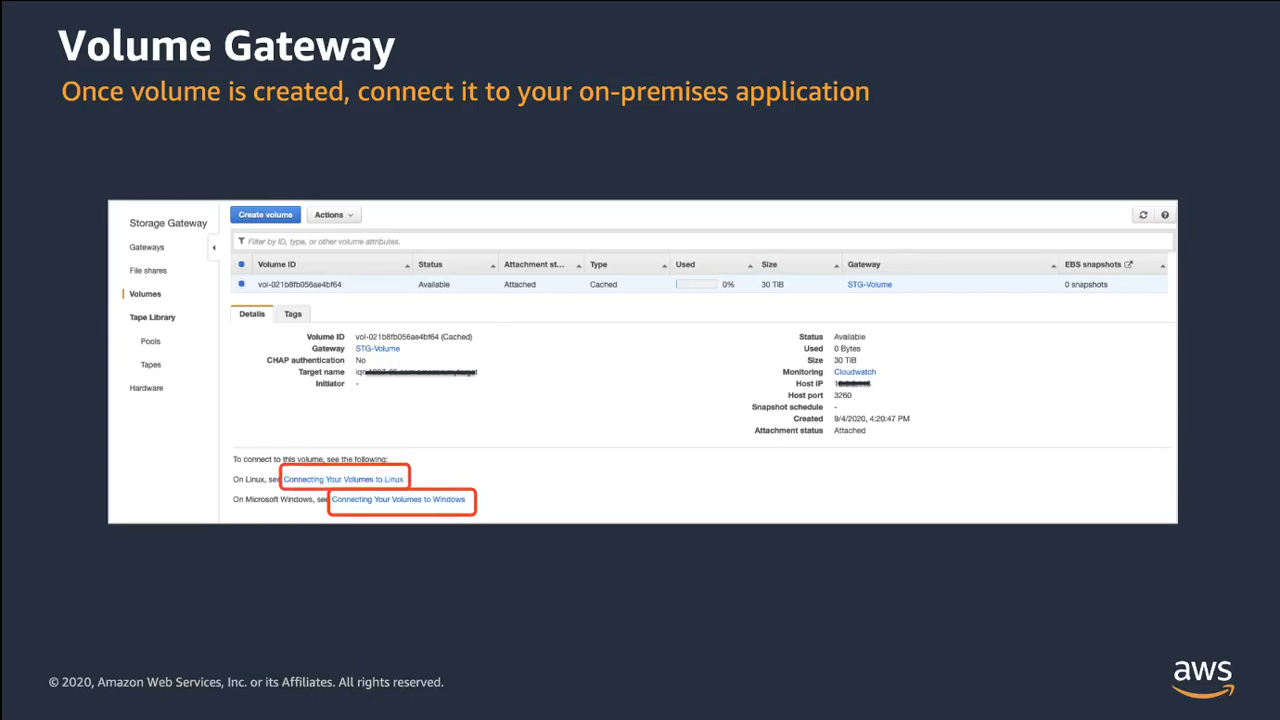 Volume Gateway
Once volume is created, connect it to your on-premises application
Storage Gateway
Gateways
File shares
Volumes
Tape Library
Pools
Tapes
Hardware
Create volume
Actions
Filter by ID, type, or other volume attributes.
Volume ID Status Attachment st... Type Used Size Gateway EBS snapshots
vol-021b8fb056ae4bf64 Available Attached Cached 0% 30 TiB STG-Volume 0 snapshots
Details Tags
Volume ID vol-021b8fb056ae4bf64 (Cached)
Gateway STG-Volume
CHAP authentication No
Target name
Initiator -
Status Available
Used 0 Bytes
Size 30 TiB
Monitoring Cloudwatch
Host IP
Host port 3260
Snapshot schedule -
Created 9/4/2020, 4:20:47 PM
Attachment status Attached
To connect to this volume, see the following:
On Linux, see Connecting Your Volumes to Linux
On Microsoft Windows, see Connecting Your Volumes to Windows
© 2020, Amazon Web Services, Inc. or its Affiliates. All rights reserved.
aws